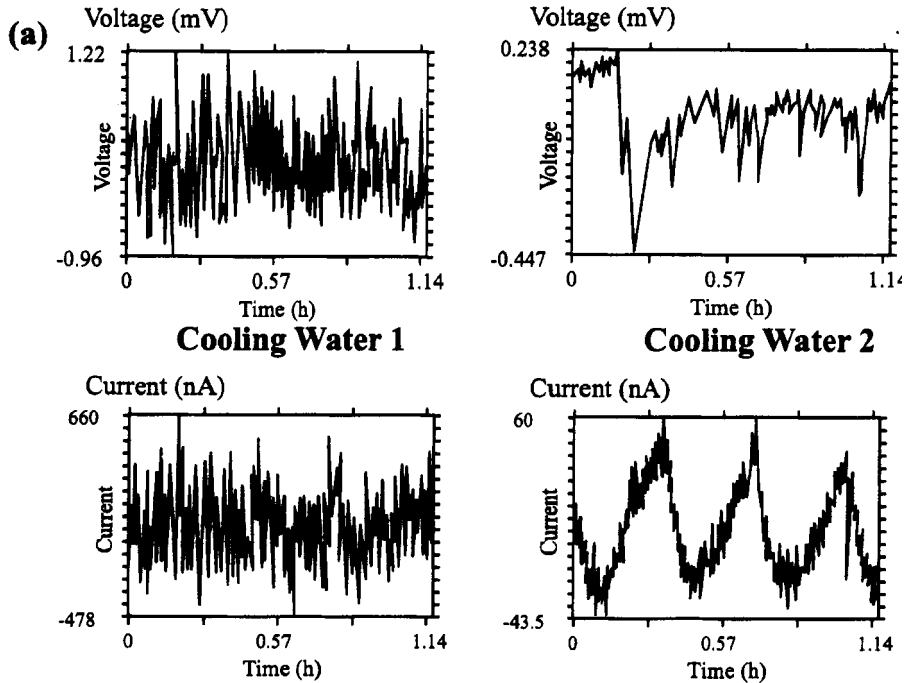 (a)
Voltage (mV)
1.22
Voltage
-0.96
0
0.57
1.14
Time (h)
Voltage (mV)
0.238
Voltage
-0.447
0
0.57
1.14
Time (h)
Cooling Water 1
Cooling Water 2
Current (nA)
660
Current
-478
0
0.57
1.14
Time (h)
Current (nA)
60
Current
-43.5
0
0.57
1.14
Time (h)